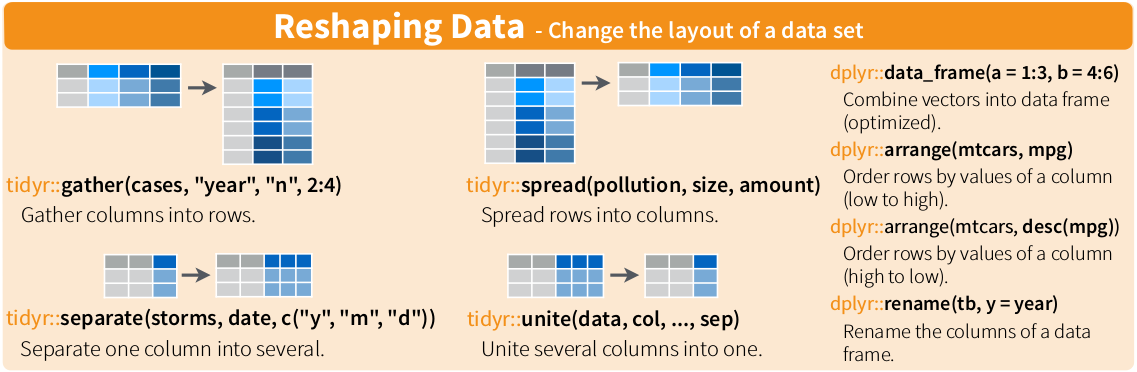 Reshaping Data - Change the layout of a data set
tidyr::gather(cases, "year", "n", 2:4)
Gather columns into rows.
tidyr::spread(pollution, size, amount)
Spread rows into columns.
tidyr::separate(storms, date, c("y", "m", "d"))
Separate one column into several.
tidyr::unite(data, col, ..., sep)
Unite several columns into one.
dplyr::data_frame(a = 1:3, b = 4:6)
Combine vectors into data frame
(optimized).
dplyr::arrange(mtcars, mpg)
Order rows by values of a column
(low to high).
dplyr::arrange(mtcars, desc(mpg))
Order rows by values of a column
(high to low).
dplyr::rename(tb, y = year)
Rename the columns of a data
frame.